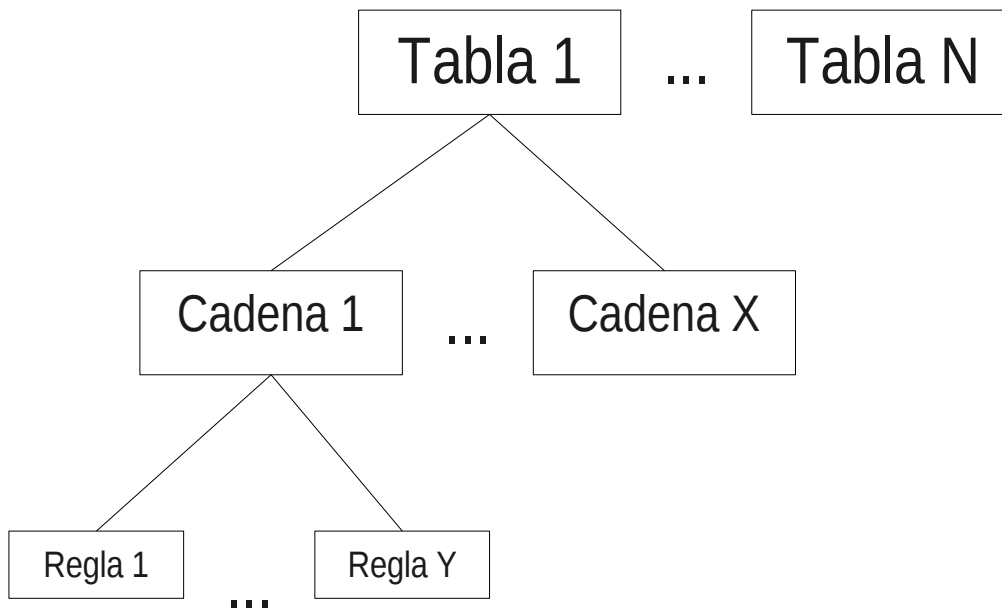 Tabla 1 ... Tabla N
Cadena 1 ... Cadena X
Regla 1 ... Regla Y